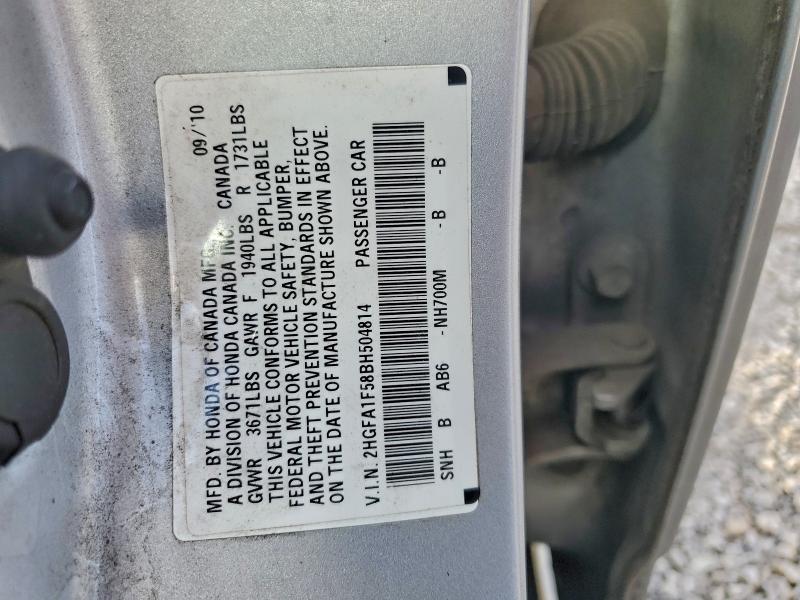 09/10
MFD. BY HONDA OF CANADA MFG.
A DIVISION OF HONDA CANADA INC. CANADA
GVWR 3671LBS GAWR F 1940LBS R 1731LBS
THIS VEHICLE CONFORMS TO ALL APPLICABLE
FEDERAL MOTOR VEHICLE SAFETY, BUMPER,
AND THEFT PREVENTION STANDARDS IN EFFECT
ON THE DATE OF MANUFACTURE SHOWN ABOVE.
V.I.N. 2HGFA1F58BH504814 PASSENGER CAR
SNH B AB6 -NH700M -B -B